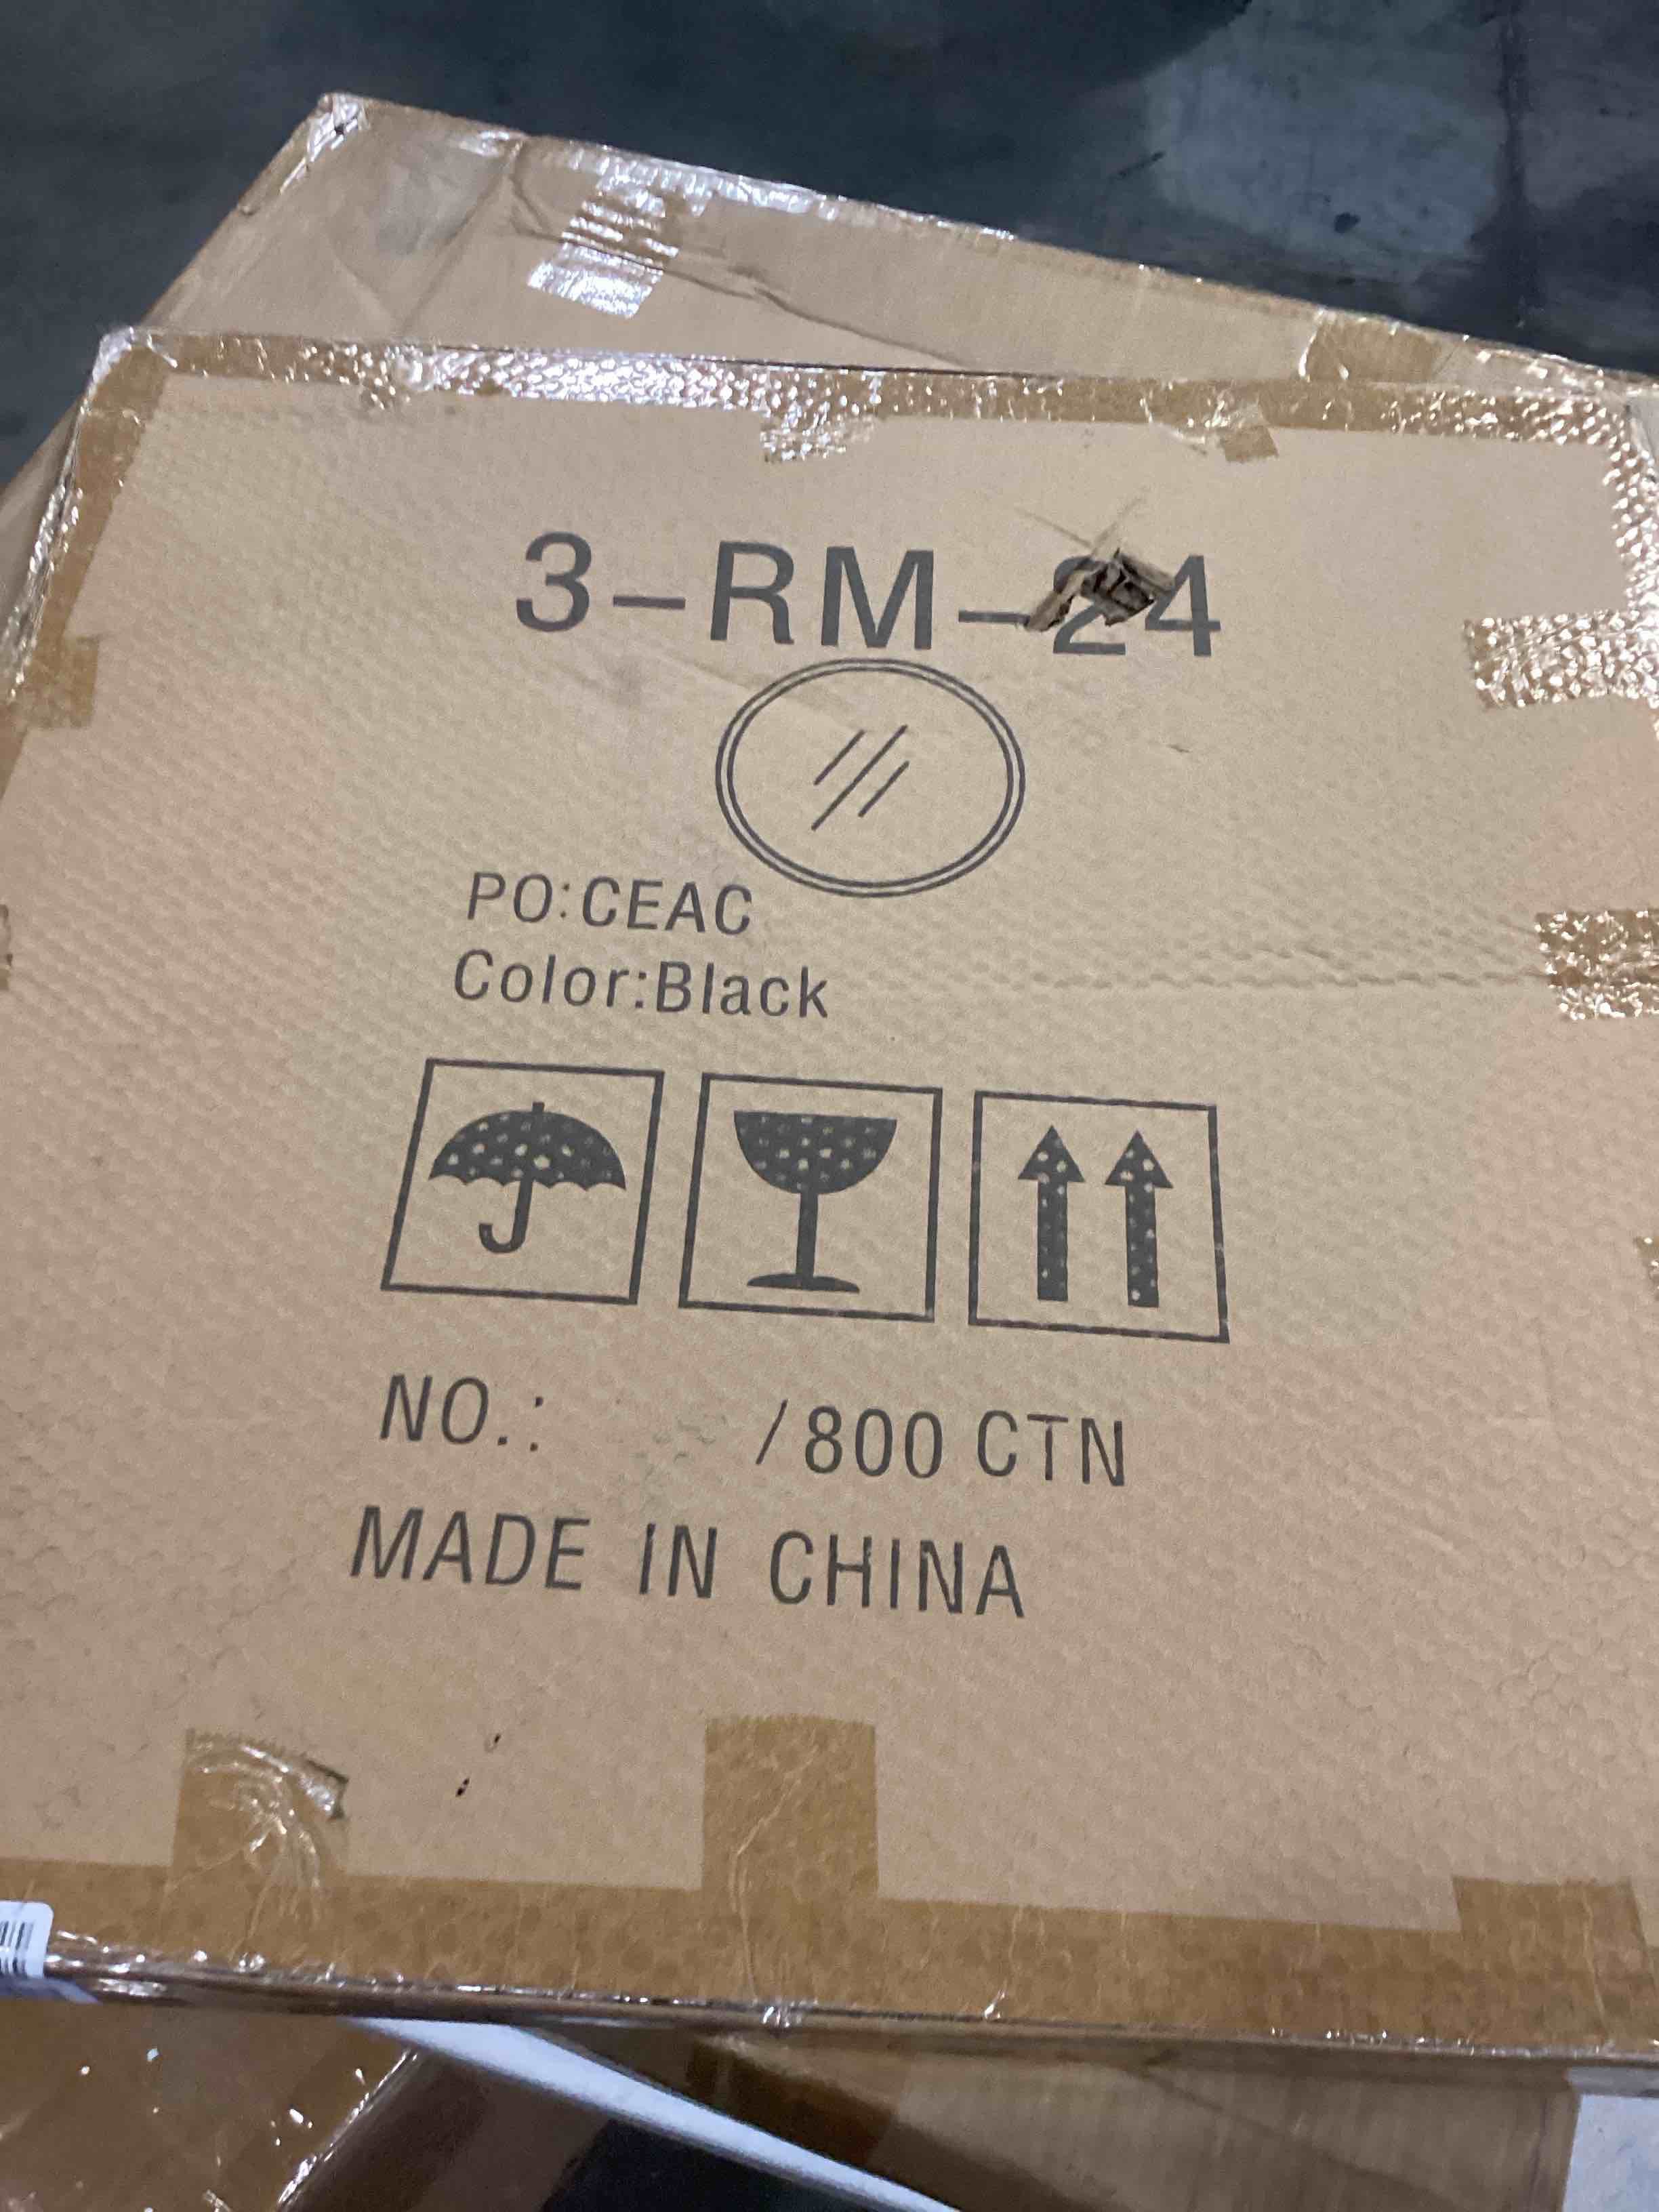 3-RM-24
PO:CEAC
Color:Black
NO.: /800 CTN
MADE IN CHINA